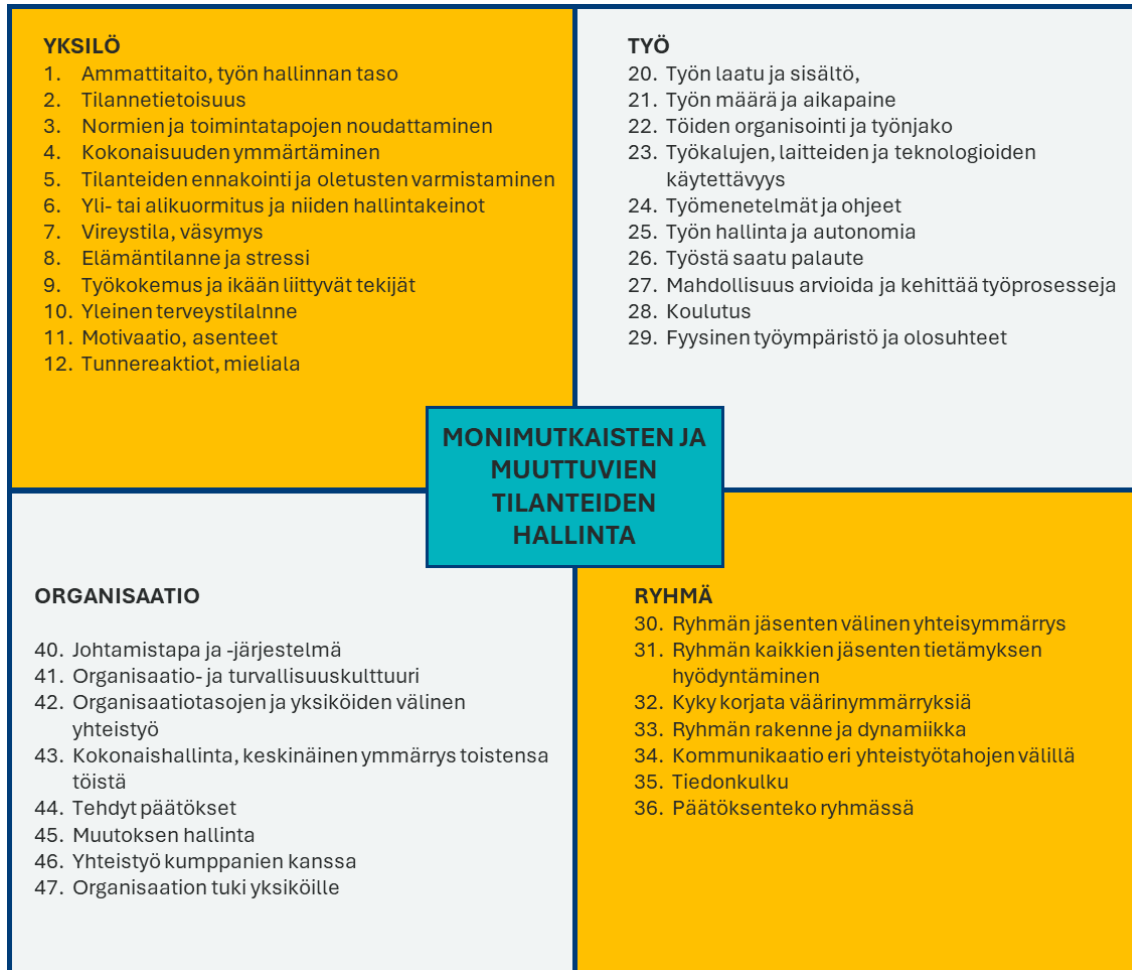 YKSILÖ
1. Ammattitaito, työn hallinnan taso
2. Tilannetietoisuus
3. Normien ja toimintatapojen noudattaminen
4. Kokonaisuuden ymmärtäminen
5. Tilanteiden ennakointi ja oletusten varmistaminen
6. Yli- tai alikuormitus ja niiden hallintakeinot
7. Vireystila, väsymys
8. Elämäntilanne ja stressi
9. Työkokemus ja ikään liittyvät tekijät
10. Yleinen terveystilalnne
11. Motivaatio, asenteet
12. Tunnereaktiot, mieliala
TYÖ
20. Työn laatu ja sisältö,
21. Työn määrä ja aikapaine
22. Töiden organisointi ja työnjako
23. Työkalujen, laitteiden ja teknologioiden
käytettävyys
24. Työmenetelmät ja ohjeet
25. Työn hallinta ja autonomia
26. Työstä saatu palaute
27. Mahdollisuus arvioida ja kehittää työprosesseja
28. Koulutus
29. Fyysinen työympäristö ja olosuhteet
MONIMUTKAISTEN JA
MUUTTUVIEN
TILANTEIDEN
HALLINTA
ORGANISAATIO
40. Johtamistapa ja -järjestelmä
41. Organisaatio- ja turvallisuuskulttuuri
42. Organisaatiotasojen ja yksiköiden välinen
yhteistyö
43. Kokonaishallinta, keskinäinen ymmärrys toistensa
töistä
44. Tehdyt päätökset
45. Muutoksen hallinta
46. Yhteistyö kumppanien kanssa
47. Organisaation tuki yksiköille
RYHMÄ
30. Ryhmän jäsenten välinen yhteisymmärrys
31. Ryhmän kaikkien jäsenten tietämyksen
hyödyntäminen
32. Kyky korjata väärinymmärryksiä
33. Ryhmän rakenne ja dynamiikka
34. Kommunikaatio eri yhteistyötahojen välillä
35. Tiedonkulku
36. Päätöksenteko ryhmässä